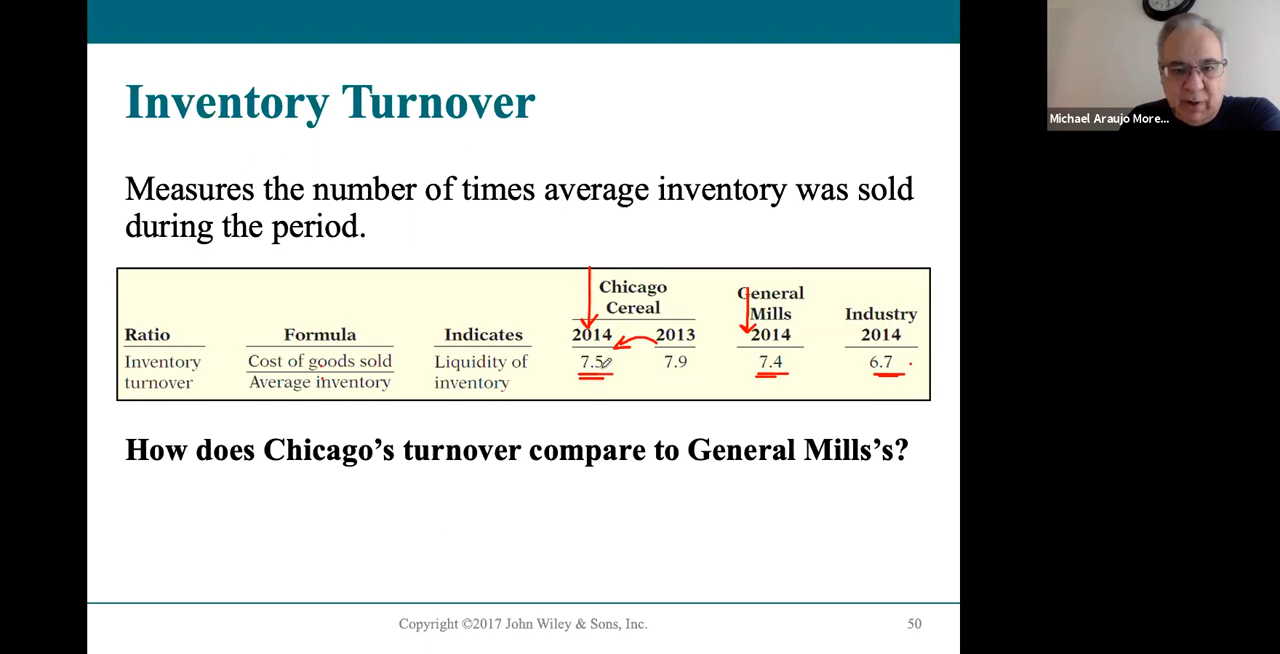 Inventory Turnover
Michael Araujo More...
Measures the number of times average inventory was sold
during the period.
Chicago
Cereal
General
Mills
Industry
Ratio Formula Indicates 2014 2013 2014 2014
Inventory Cost of goods sold Liquidity of 7.5 7.9 7.4 6.7
turnover Average inventory inventory
How does Chicago’s turnover compare to General Mills’s?
Copyright ©2017 John Wiley & Sons, Inc. 50